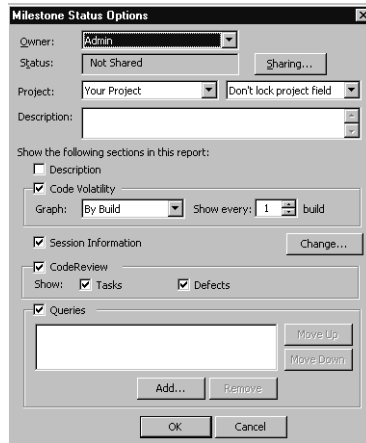 Milestone Status Options
Owner: Admin
Status: Not Shared Sharing...
Project: Your Project Don't lock project field
Description:
Show the following sections in this report:
Description
Code Volatility
Graph: By Build Show every: 1 build
Session Information Change...
CodeReview
Show: Tasks Defects
Queries
Move Up
Move Down
Add... Remove
OK Cancel